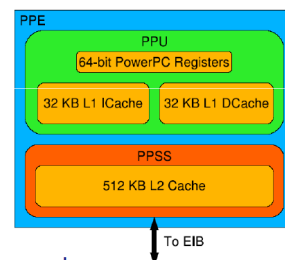 PPE
PPU
64-bit PowerPC Registers
32 KB L1 ICache 32 KB L1 DCache
PPSS
512 KB L2 Cache
To EIB